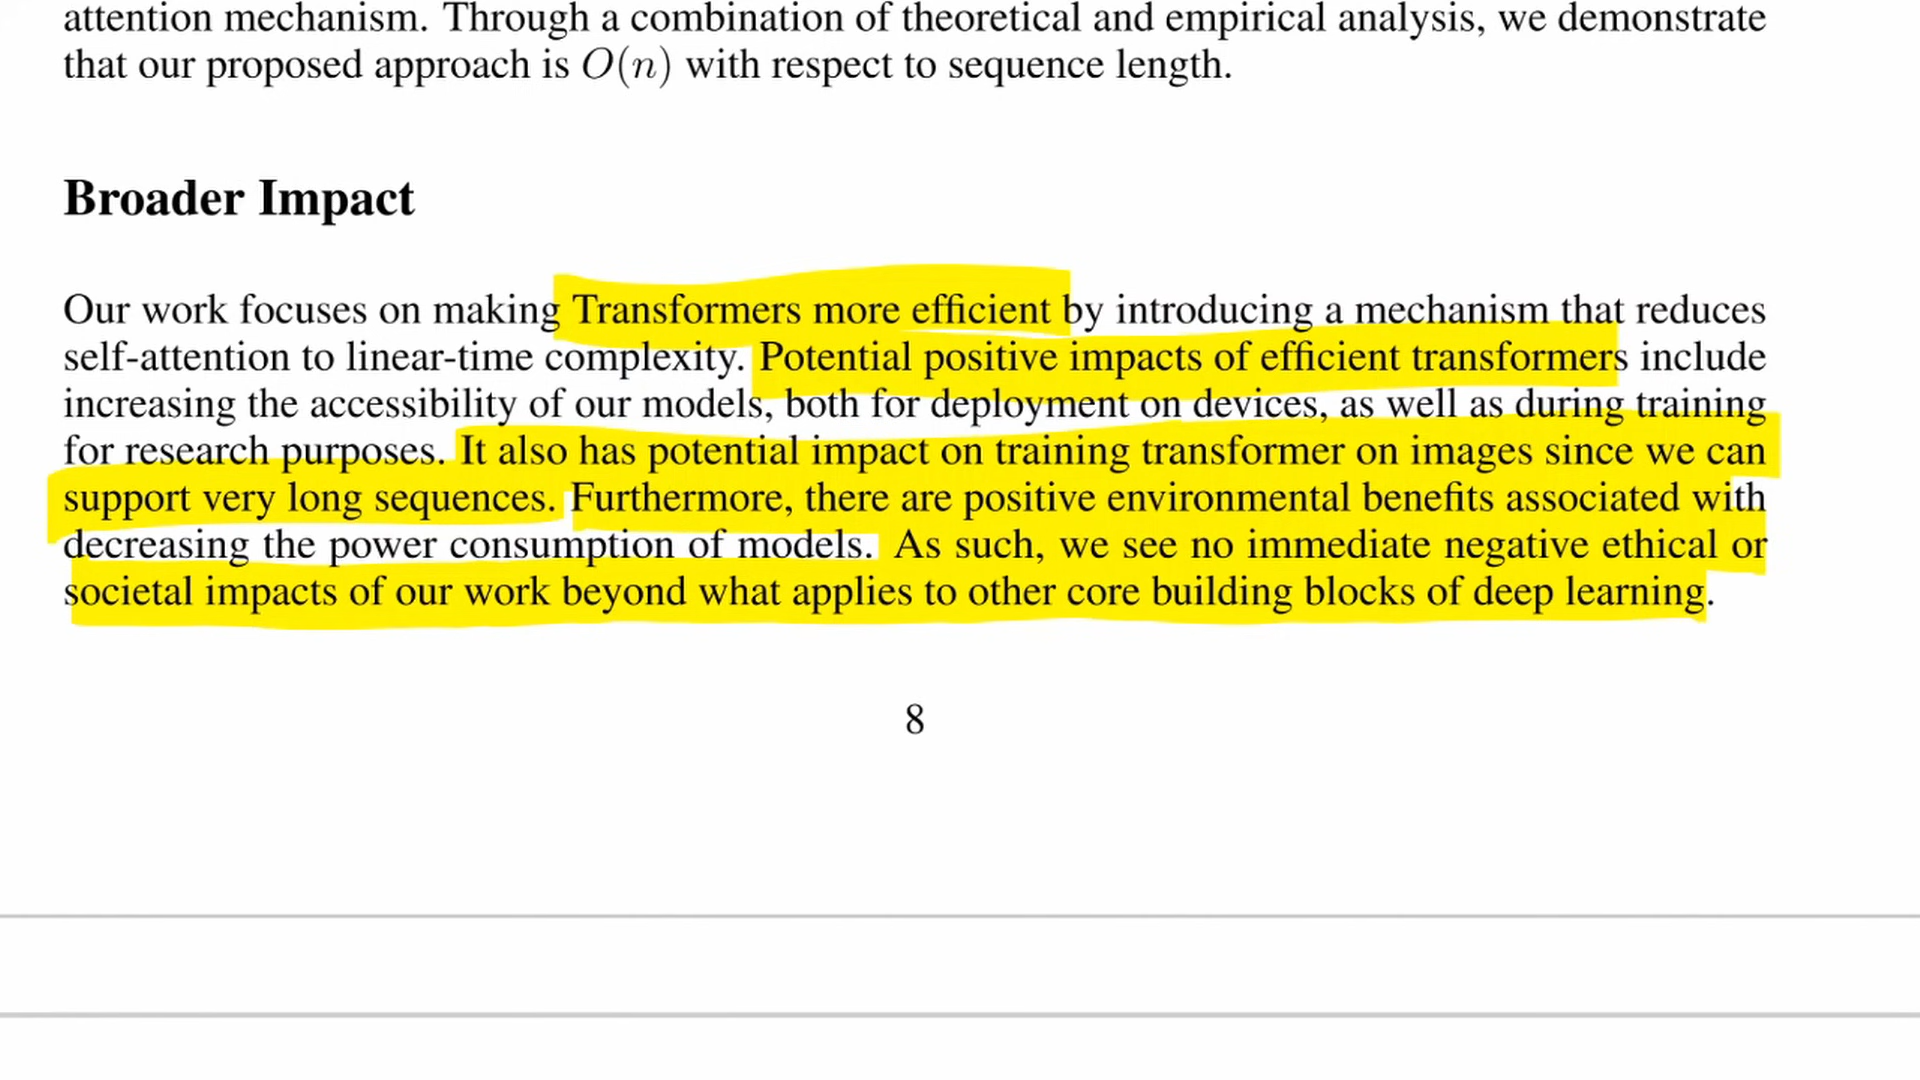 attention mechanism. Through a combination of theoretical and empirical analysis, we demonstrate
that our proposed approach is O(n) with respect to sequence length.
Broader Impact
Our work focuses on making Transformers more efficient by introducing a mechanism that reduces
self-attention to linear-time complexity. Potential positive impacts of efficient transformers include
increasing the accessibility of our models, both for deployment on devices, as well as during training
for research purposes. It also has potential impact on training transformer on images since we can
support very long sequences. Furthermore, there are positive environmental benefits associated with
decreasing the power consumption of models. As such, we see no immediate negative ethical or
societal impacts of our work beyond what applies to other core building blocks of deep learning.
8